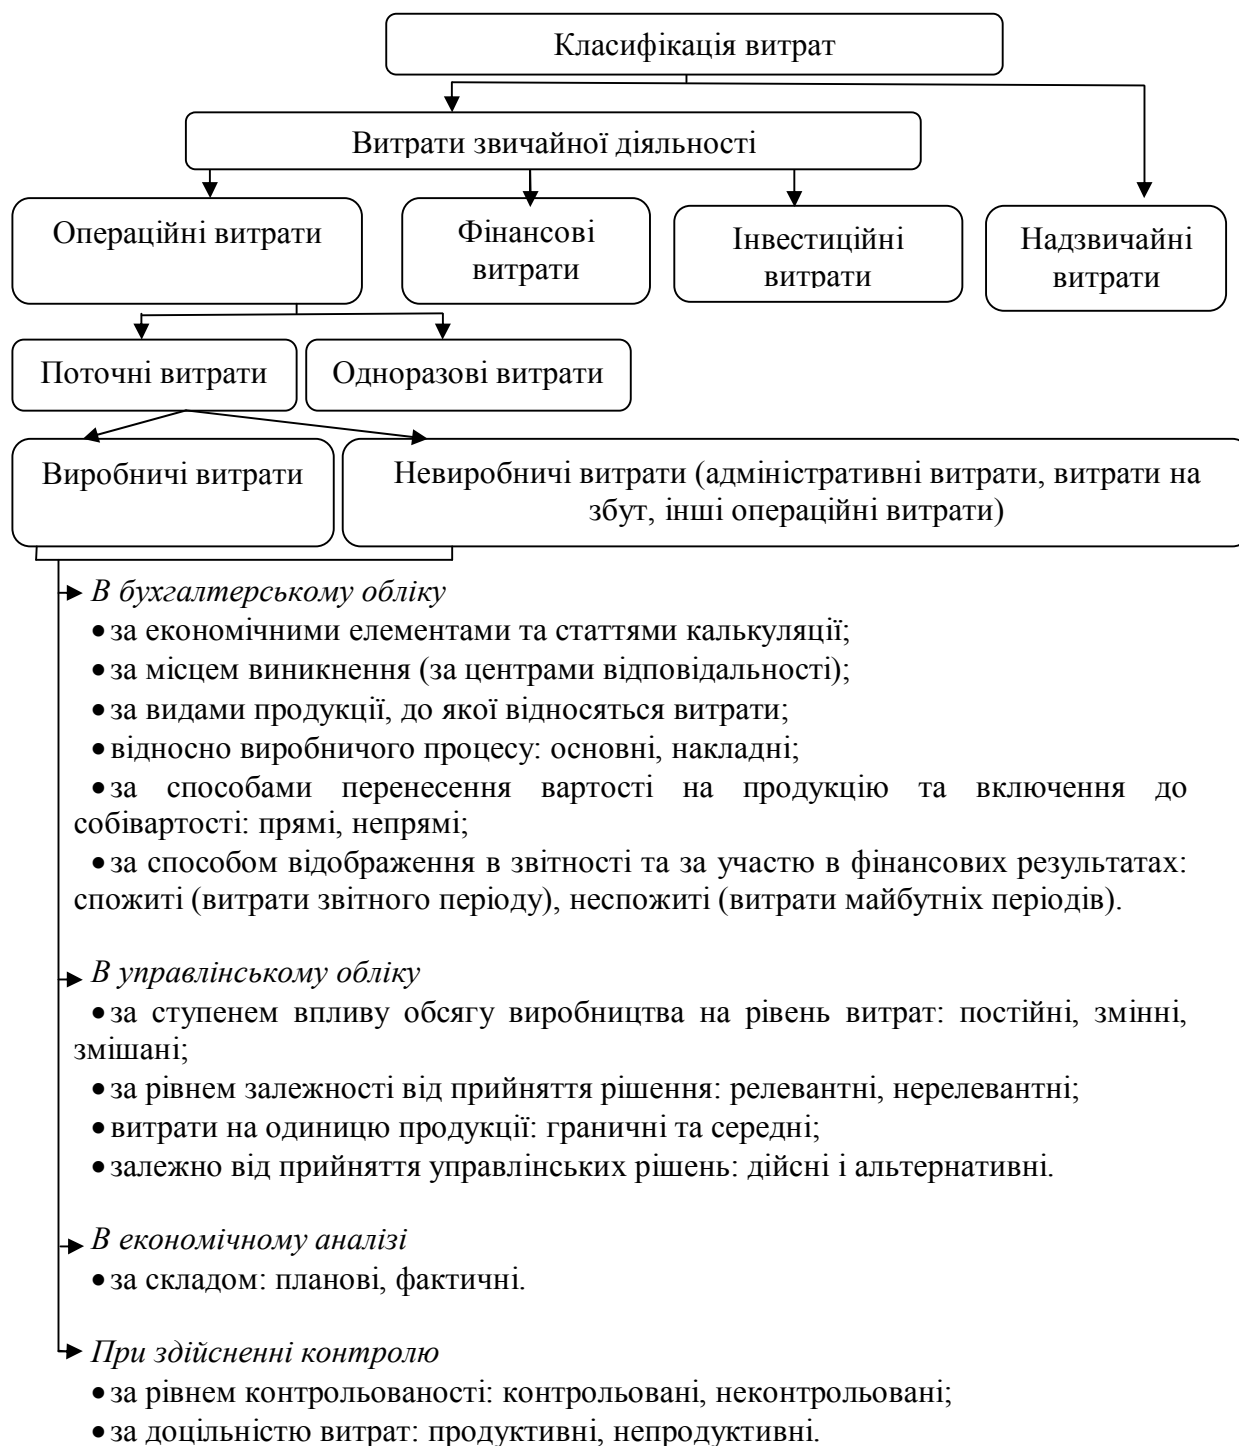 Класифікація витрат
Витрати звичайної діяльності
Операційні витрати
Фінансові
витрати
Інвестиційні
витрати
Надзвичайні
витрати
Поточні витрати
Одноразові витрати
Виробничі витрати
Невиробничі витрати (адміністративні витрати, витрати на
збут, інші операційні витрати)
В бухгалтерському обліку
• за економічними елементами та статтями калькуляції;
• за місцем виникнення (за центрами відповідальності);
• за видами продукції, до якої відносяться витрати;
• відносно виробничого процесу: основні, накладні;
• за способами перенесення вартості на продукцію та включення до
собівартості: прямі, непрямі;
• за способом відображення в звітності та за участю в фінансових результатах:
спожиті (витрати звітного періоду), неспожиті (витрати майбутніх періодів).
В управлінському обліку
• за ступенем впливу обсягу виробництва на рівень витрат: постійні, змінні,
змішані;
• за рівнем залежності від прийняття рішення: релевантні, нерелевантні;
• витрати на одиницю продукції: граничні та середні;
• залежно від прийняття управлінських рішень: дійсні і альтернативні.
В економічному аналізі
• за складом: планові, фактичні.
При здійсненні контролю
• за рівнем контрольованості: контрольовані, неконтрольовані;
• за доцільністю витрат: продуктивні, непродуктивні.